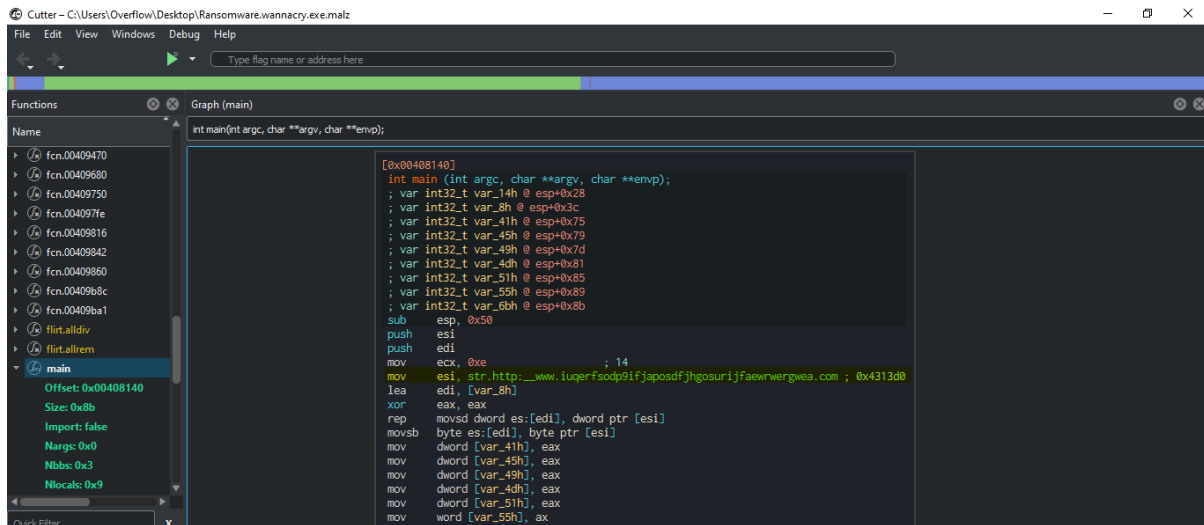 Cutter – C:\Users\Overflow\Desktop\Ransomware.wannacry.exe.malz
File Edit View Windows Debug Help
Type flag name or address here
Functions
Graph (main)
Name
int main(int argc, char **argv, char **envp);
fcn.00409470
fcn.00409680
fcn.00409750
fcn.004097fe
fcn.00409816
fcn.00409842
fcn.00409860
fcn.00409b8c
fcn.00409ba1
flirt.alldiv
flirt.allrem
main
Offset: 0x00408140
Size: 0x8b
Import: false
Nargs: 0x0
Nbbs: 0x3
Nlocals: 0x9
Quick Filter X
[0x00408140]
int main (int argc, char **argv, char **envp);
; var int32_t var_14h @ esp+0x28
; var int32_t var_8h @ esp+0x3c
; var int32_t var_41h @ esp+0x75
; var int32_t var_45h @ esp+0x79
; var int32_t var_49h @ esp+0x7d
; var int32_t var_4dh @ esp+0x81
; var int32_t var_51h @ esp+0x85
; var int32_t var_55h @ esp+0x89
; var int32_t var_6bh @ esp+0x8b
sub esp, 0x50
push esi
push edi
mov ecx, 0xe ; 14
mov esi, str.http:__www.iuqerfsodp9ifjaposdfjhgosurijfaewrwergwea.com ; 0x4313d0
lea edi, [var_8h]
xor eax, eax
rep movsd dword es:[edi], dword ptr [esi]
movsb byte es:[edi], byte ptr [esi]
mov dword [var_41h], eax
mov dword [var_45h], eax
mov dword [var_49h], eax
mov dword [var_4dh], eax
mov dword [var_51h], eax
mov word [var_55h], ax